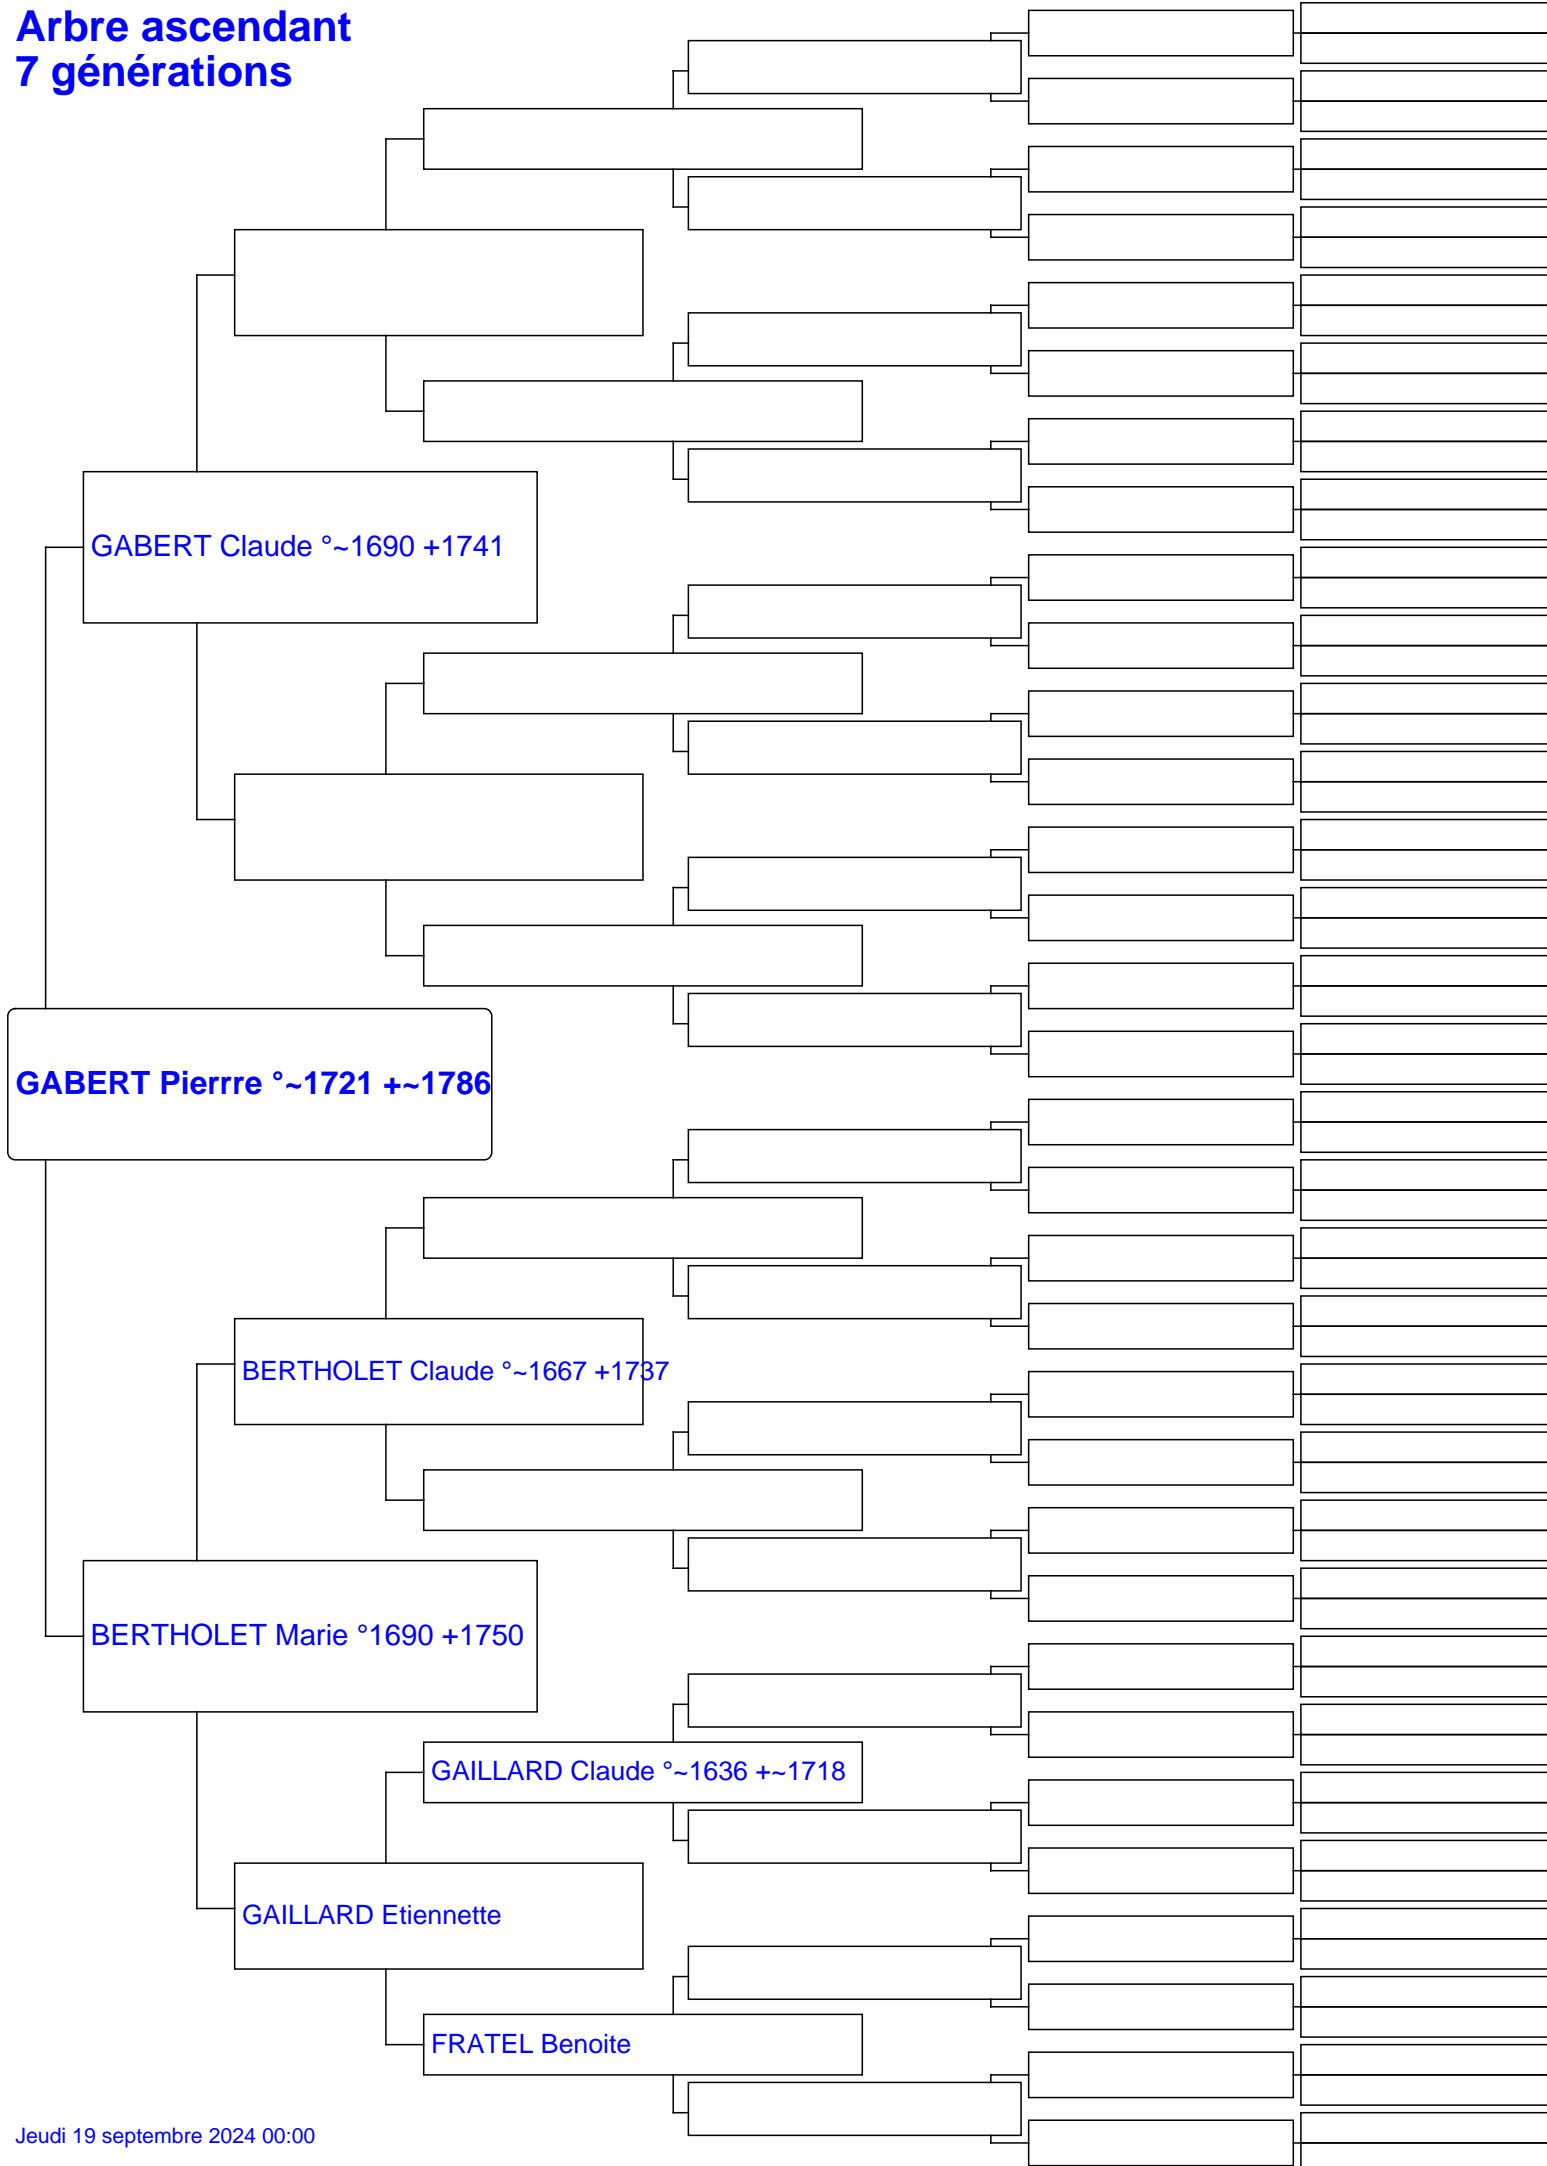 Arbre ascendant
7 générations
GABERT Claude °~1690 +1741
GABERT Pierrre °~1721 +~1786
BERTHOLET Claude °~1667 +1737
BERTHOLET Marie °1690 +1750
GAILLARD Claude °~1636 +~1718
GAILLARD Etiennette
FRATEL Benoite
Jeudi 19 septembre 2024 00:00